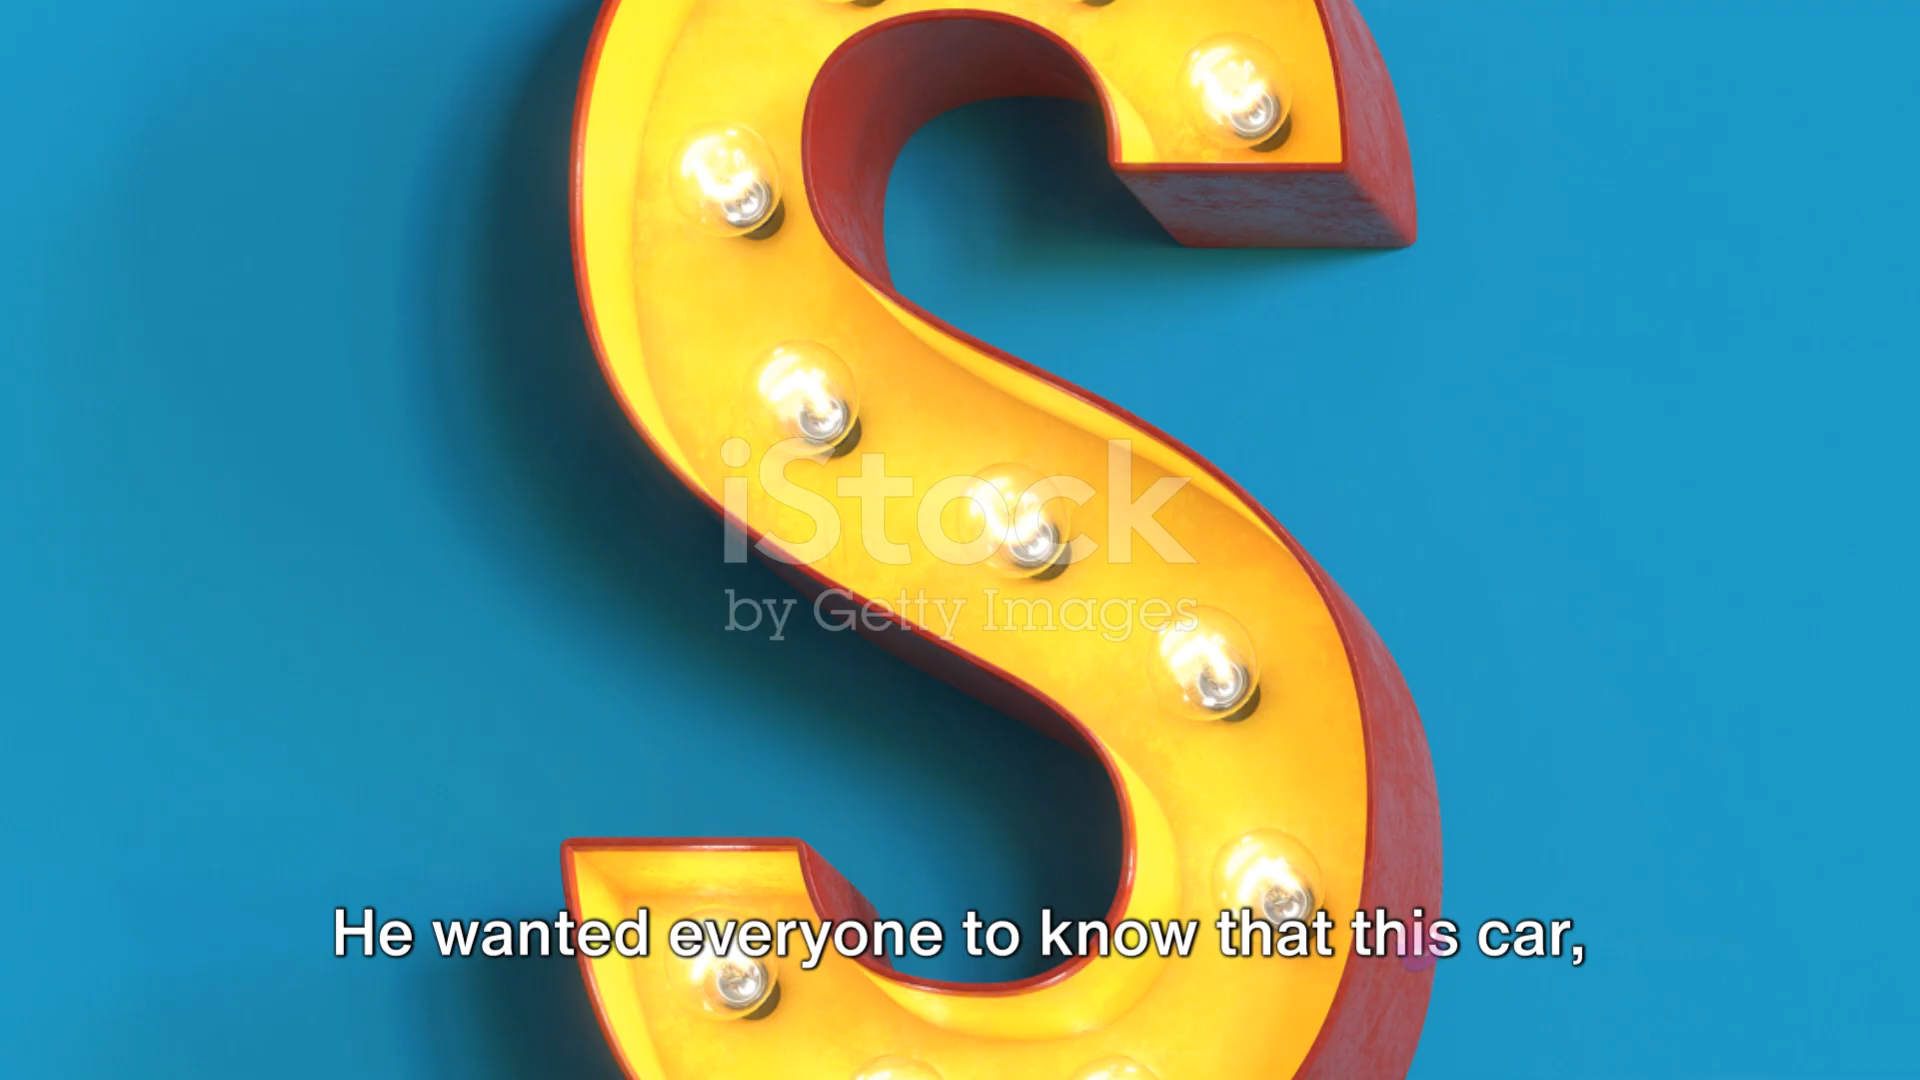 S
iStock
by Getty Images
He wanted everyone to know that this car,